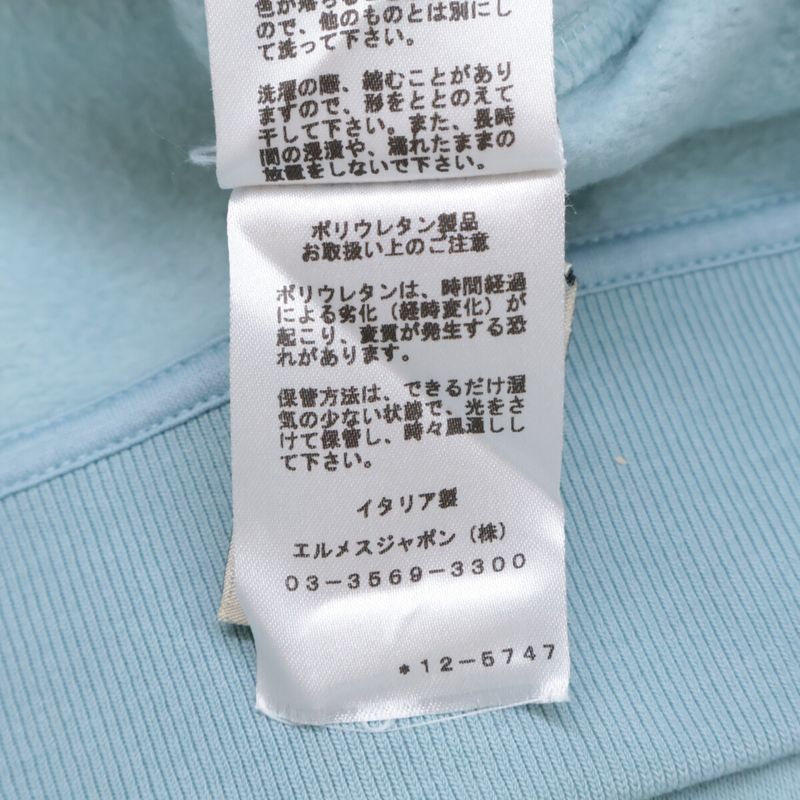 色が落ちること
ので、他のものとは別にし
て洗って下さい。
洗濯の際、縮むことがあり
ますので、形をととのえて
干して下さい。また、長時
間の浸漬や、濡れたままの
放置をしないで下さい。
ポリウレタン製品
お取扱い上のご注意
ポリウレタンは、時間経過
による劣化（経時変化）が
起こり、変質が発生する恐
れがあります。
保管方法は、できるだけ湿
気の少ない状態で、光をさ
けて保管し、時々風通しし
て下さい。
イタリア製
エルメスジャポン（株）
03-3569-3300
*12-5747